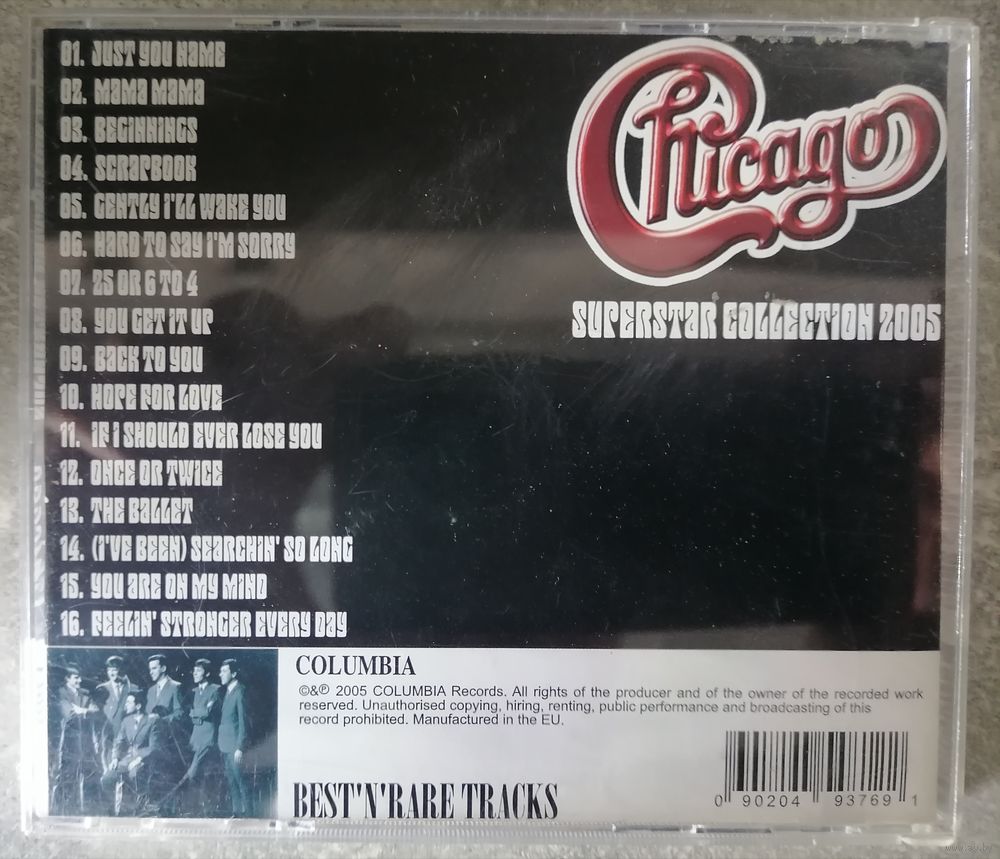 01. JUST YOU NAME
02. MAMA MAMA
03. BEGINNINGS
04. SCRAPBOOK
05. GENTLY I'LL WAKE YOU
06. HARD TO SAY I'M SORRY
07. 25 OR 6 TO 4
08. YOU GET IT UP
09. BACK TO YOU
10. HOPE FOR LOVE
11. IF I SHOULD EVER LOSE YOU
12. ONCE OR TWICE
13. THE BALLET
14. (I'VE BEEN) SEARCHIN' SO LONG
15. YOU ARE ON MY MIND
16. FEELIN' STRONGER EVERY DAY
Chicago
SUPERSTAR COLLECTION 2005
COLUMBIA
©&℗ 2005 COLUMBIA Records. All rights of the producer and of the owner of the recorded work
reserved. Unauthorised copying, hiring, renting, public performance and broadcasting of this
record prohibited. Manufactured in the EU.
BEST'N'RARE TRACKS
0 90204 93769 1